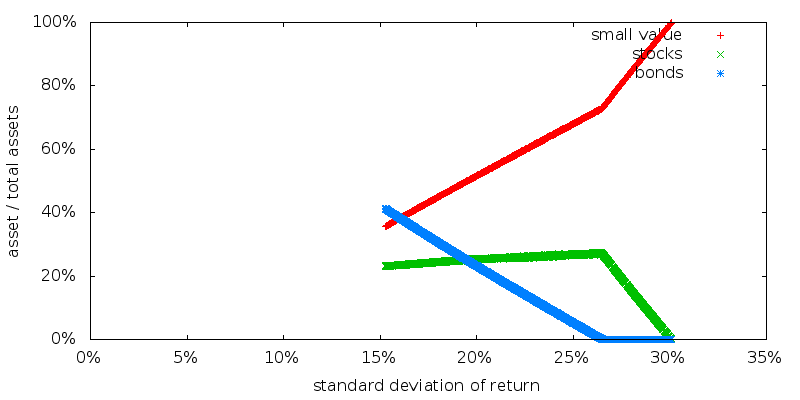 100%
80%
60%
40%
20%
0%
asset / total assets
small value
stocks
bonds
0% 5% 10% 15% 20% 25% 30% 35%
standard deviation of return